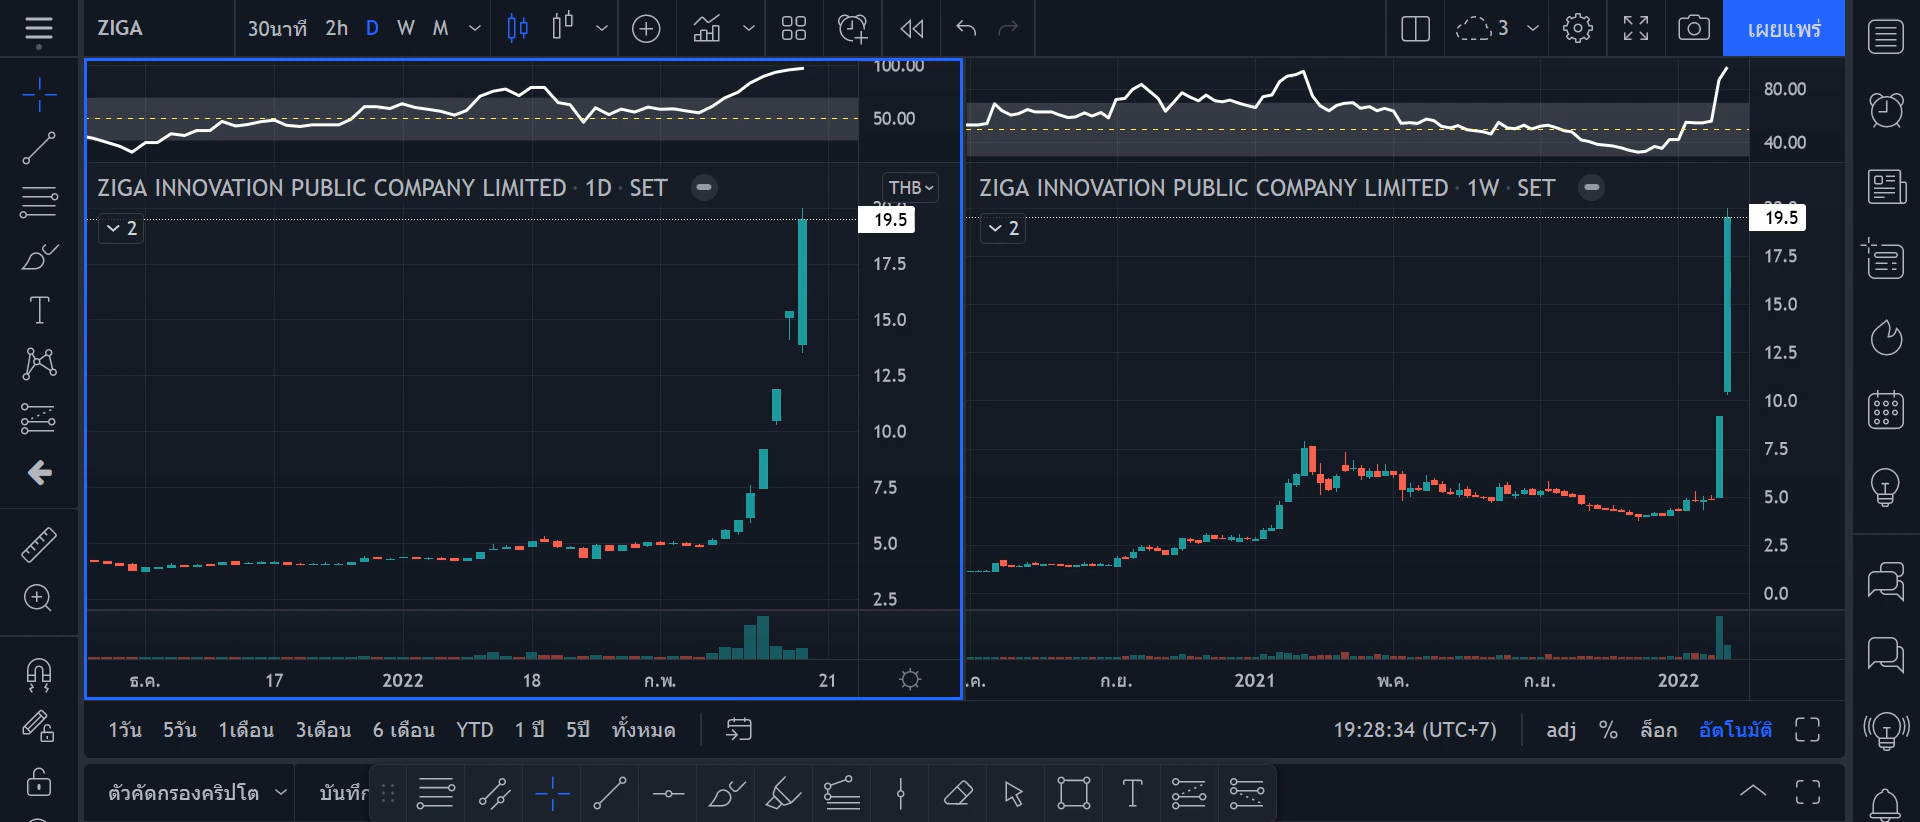 ZIGA
30นาที 2h D W M
3
เผยแพร่
100.00
50.00
ZIGA INNOVATION PUBLIC COMPANY LIMITED · 1D · SET
THB
2
19.5
17.5
15.0
12.5
10.0
7.5
5.0
2.5
ธ.ค. 17 2022 18 ก.พ. 21
80.00
40.00
ZIGA INNOVATION PUBLIC COMPANY LIMITED · 1W · SET
2
19.5
17.5
15.0
12.5
10.0
7.5
5.0
2.5
0.0
.ค. ก.ย. 2021 พ.ค. ก.ย. 2022
1วัน 5วัน 1เดือน 3เดือน 6 เดือน YTD 1 ปี 5ปี ทั้งหมด
19:28:34 (UTC+7) adj % ล็อก อัตโนมัติ
ตัวคัดกรองคริปโต บันทึก
T